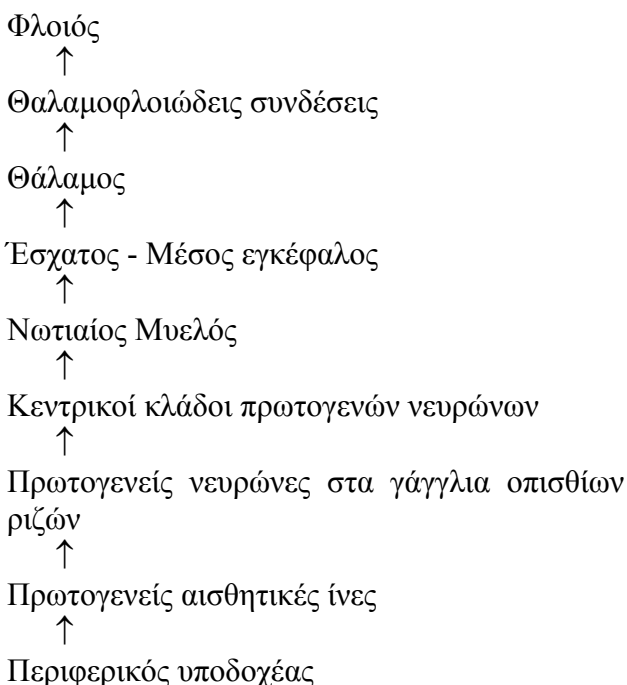 Φλοιός
↑
Θαλαμοφλοιώδεις συνδέσεις
↑
Θάλαμος
↑
Έσχατος - Μέσος εγκέφαλος
↑
Νωτιαίος Μυελός
↑
Κεντρικοί κλάδοι πρωτογενών νευρώνων
↑
Πρωτογενείς νευρώνες στα γάγγλια οπισθίων
ριζών
↑
Πρωτογενείς αισθητικές ίνες
↑
Περιφερικός υποδοχέας